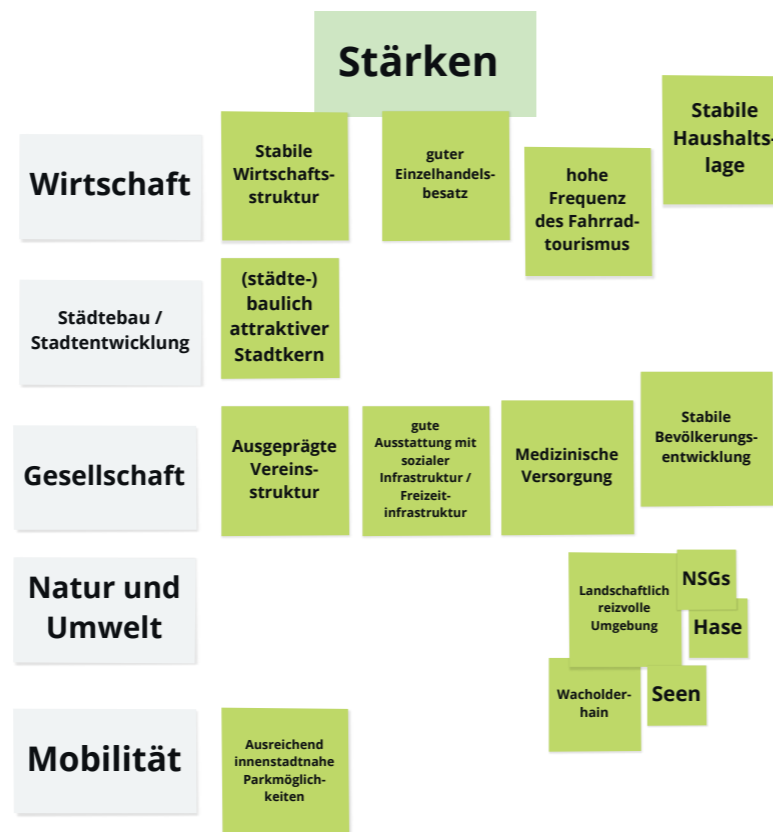 Stärken
Wirtschaft
Stabile
Wirtschafts-
struktur
guter
Einzelhandels-
besatz
hohe
Frequenz
des Fahrrad-
tourismus
Stabile
Haushalts-
lage
Städtebau /
Stadtentwicklung
(städte-)
baulich
attraktiver
Stadtkern
Gesellschaft
Ausgeprägte
Vereins-
struktur
gute
Ausstattung mit
sozialer
Infrastruktur /
Freizeit-
infrastruktur
Medizinische
Versorgung
Stabile
Bevölkerungs-
entwicklung
Natur und
Umwelt
Landschaftlich
reizvolle
Umgebung
NSGs
Hase
Wacholder-
hain
Seen
Mobilität
Ausreichend
innenstadtnahe
Parkmöglich-
keiten